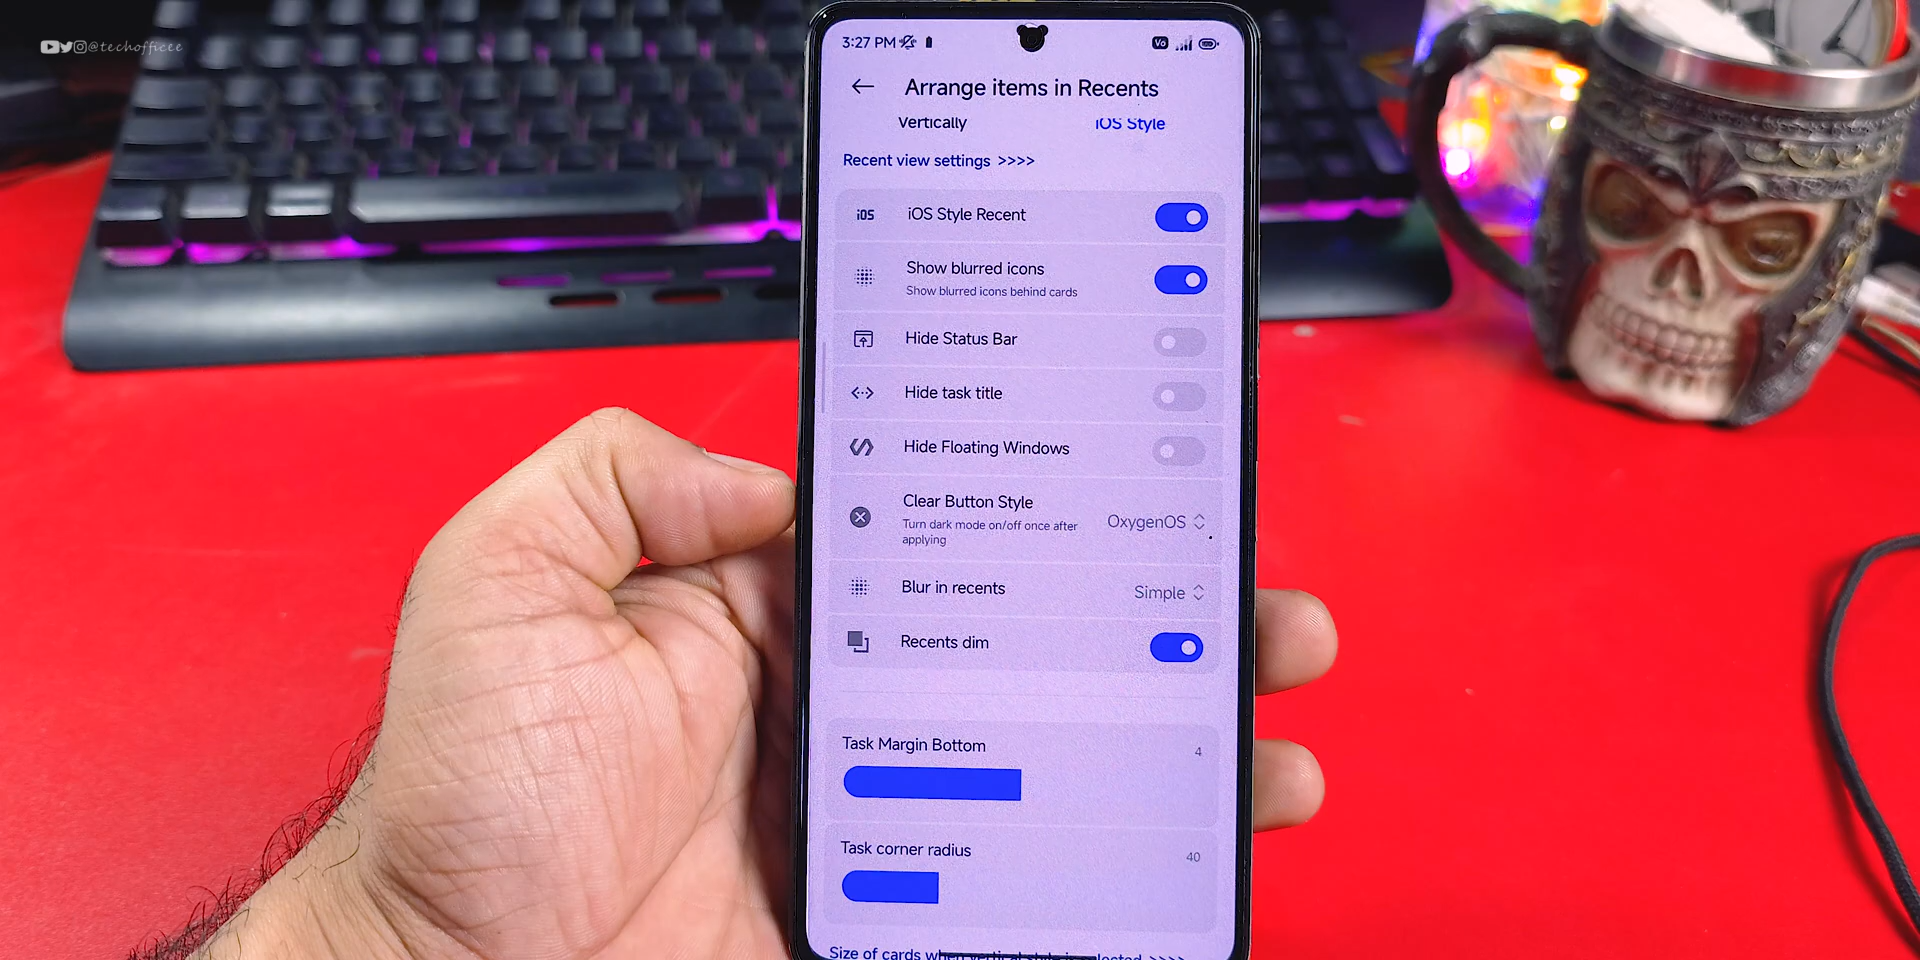 @techofficee
3:27 PM
Vo
Arrange items in Recents
Vertically
iOS Style
Recent view settings >>>>
iOS
iOS Style Recent
Show blurred icons
Show blurred icons behind cards
Hide Status Bar
Hide task title
Hide Floating Windows
Clear Button Style
Turn dark mode on/off once after
applying
OxygenOS
Blur in recents
Simple
Recents dim
Task Margin Bottom
4
Task corner radius
40
Size of cards when vertical style is selected >>>>